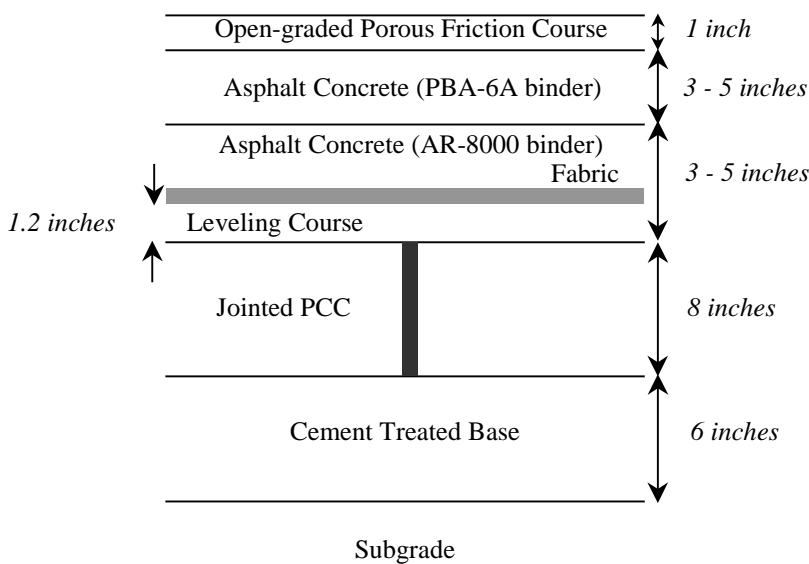 Open-graded Porous Friction Course
1 inch
Asphalt Concrete (PBA-6A binder)
3 - 5 inches
Asphalt Concrete (AR-8000 binder)
Fabric
3 - 5 inches
1.2 inches
Leveling Course
Jointed PCC
8 inches
Cement Treated Base
6 inches
Subgrade